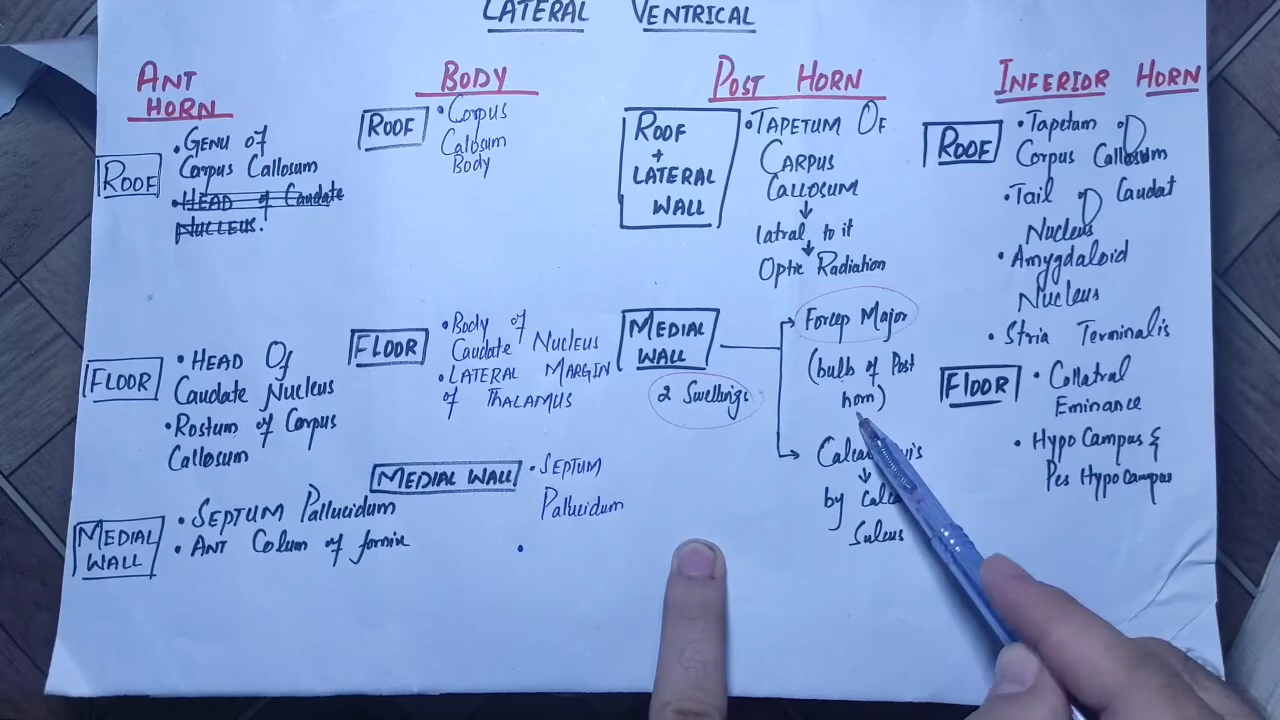 LATERAL VENTRICAL
ANT
HORN
ROOF
• GENU of
Corpus Callosum
• HEAD of Caudate
NUCLEUS.
FLOOR
• HEAD Of
Caudate Nucleus
• Rostum of Corpus
Callosum
MEDIAL
WALL
• SEPTUM Pallucidum
• ANT Colum of fornix
BODY
ROOF
• Corpus
Calosum
Body
FLOOR
• Body of
Caudate Nucleus
• LATERAL MARGIN
of THALAMUS
MEDIAL WALL
• SEPTUM
Pallucidum
POST HORN
ROOF
+
LATERAL
WALL
• TAPETUM Of
CARPUS
CALLOSUM
latral to it
Optic Radiation
MEDIAL
WALL
2 Swellings
Forcep Major
(bulb of Post
horn)
by
Sulcus
INFERIOR HORN
ROOF
• Tapetum of
Corpus Callosum
• Tail of Caudat
Nucleus
• Amygdaloid
Nucleus
• Stria Terminalis
FLOOR
• Collatral
Eminance
• Hypo Campus &
Pes Hypo Campus